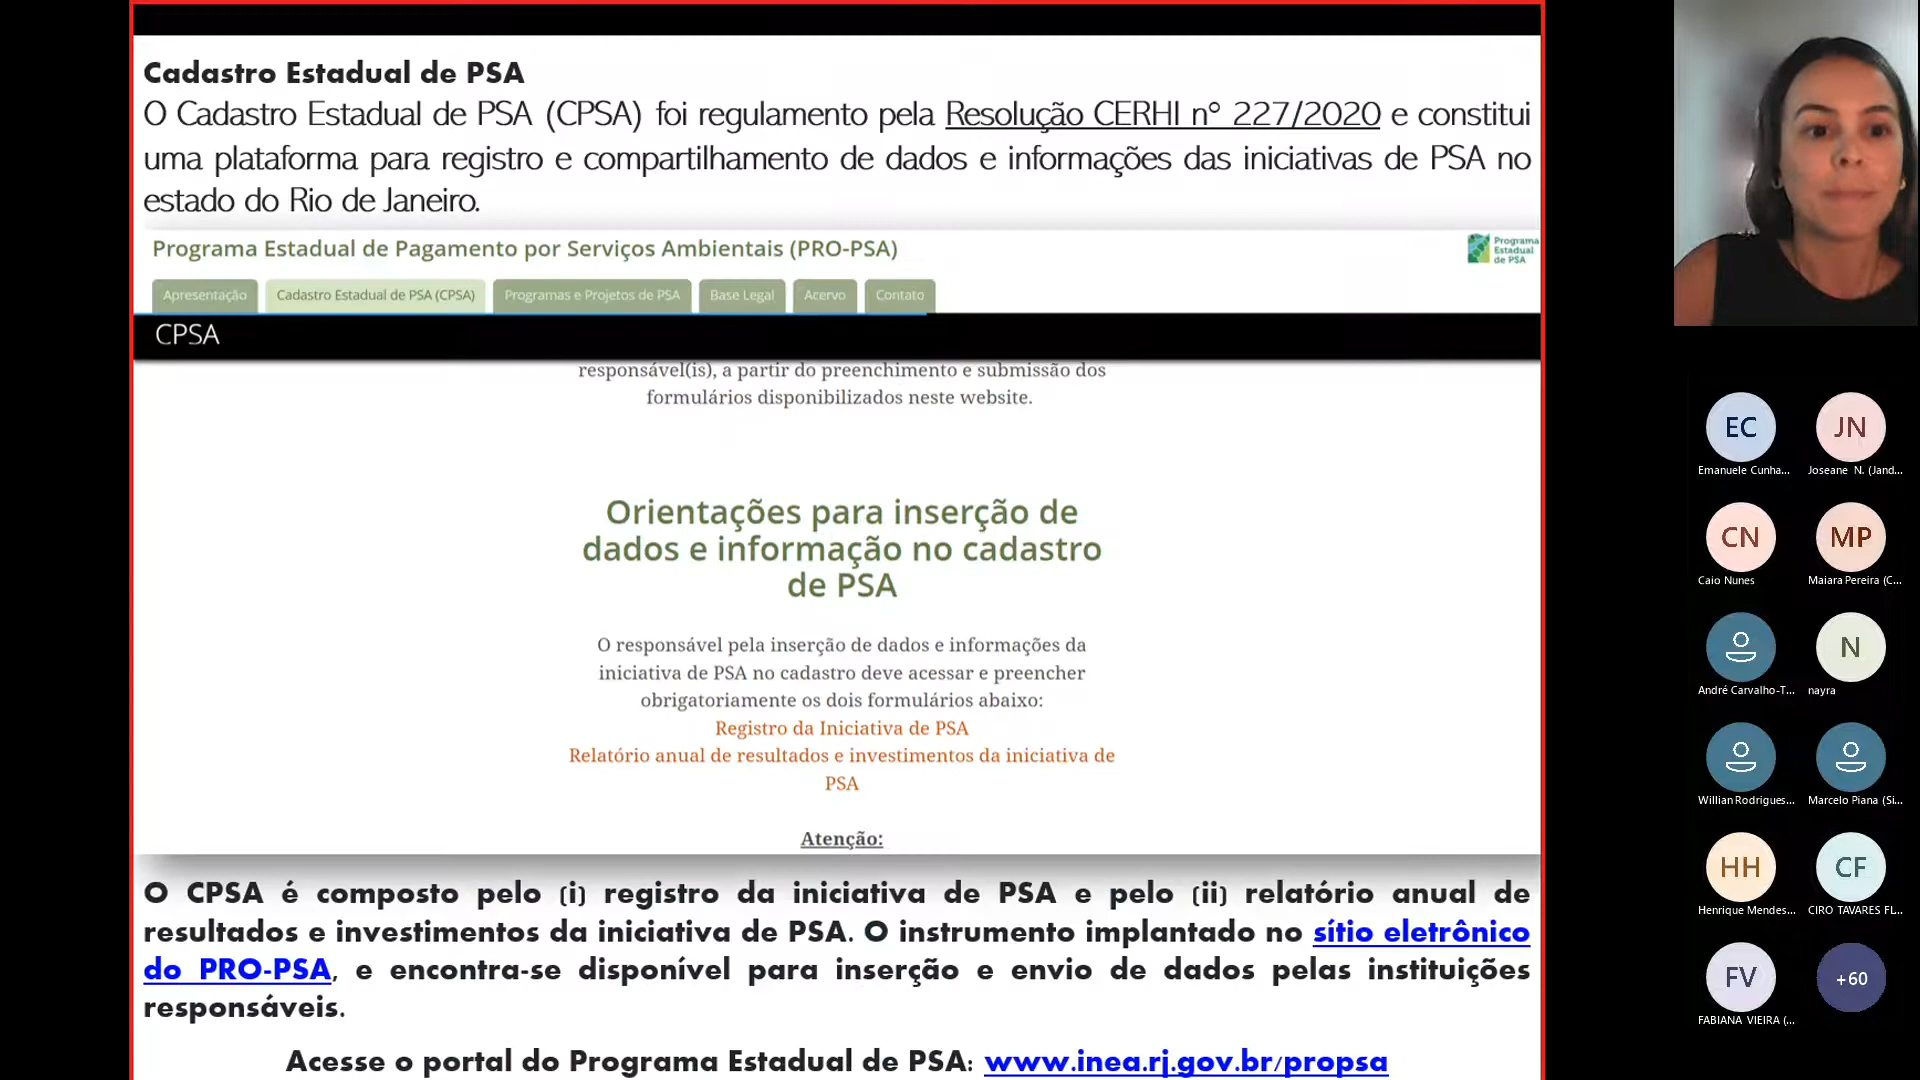 Cadastro Estadual de PSA
O Cadastro Estadual de PSA (CPSA) foi regulamento pela Resolução CERHI n° 227/2020 e constitui
uma plataforma para registro e compartilhamento de dados e informações das iniciativas de PSA no
estado do Rio de Janeiro.
Programa Estadual de Pagamento por Serviços Ambientais (PRO-PSA)
Programa
Estadual
de PSA
Apresentação Cadastro Estadual de PSA (CPSA) Programas e Projetos de PSA Base Legal Acervo Contato
CPSA
responsável(is), a partir do preenchimento e submissão dos
formulários disponibilizados neste website.
Orientações para inserção de
dados e informação no cadastro
de PSA
O responsável pela inserção de dados e informações da
iniciativa de PSA no cadastro deve acessar e preencher
obrigatoriamente os dois formulários abaixo:
Registro da Iniciativa de PSA
Relatório anual de resultados e investimentos da iniciativa de
PSA
Atenção:
O CPSA é composto pelo (i) registro da iniciativa de PSA e pelo (ii) relatório anual de
resultados e investimentos da iniciativa de PSA. O instrumento implantado no sítio eletrônico
do PRO-PSA, e encontra-se disponível para inserção e envio de dados pelas instituições
responsáveis.
Acesse o portal do Programa Estadual de PSA: www.inea.rj.gov.br/propsa
EC JN
Emanuele Cunha... Joseane N. (Jand...
CN MP
Caio Nunes Maiara Pereira (C...
N
André Carvalho-T... nayra
Willian Rodrigues... Marcelo Piana (Si...
HH CF
Henrique Mendes... CIRO TAVARES FL...
FV +60
FABIANA VIEIRA (...